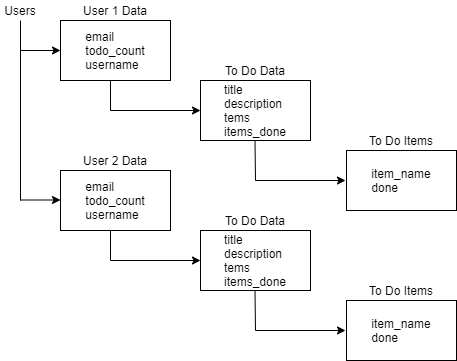 Users
User 1 Data
email
todo_count
username
To Do Data
title
description
tems
items_done
To Do Items
item_name
done
User 2 Data
email
todo_count
username
To Do Data
title
description
tems
items_done
To Do Items
item_name
done